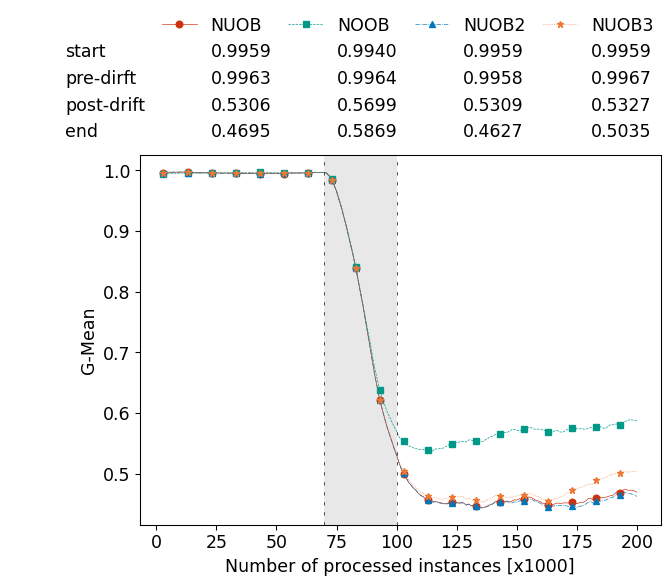 NUOB NOOB NUOB2 NUOB3
start 0.9959 0.9940 0.9959 0.9959
pre-dirft 0.9963 0.9964 0.9958 0.9967
post-drift 0.5306 0.5699 0.5309 0.5327
end 0.4695 0.5869 0.4627 0.5035
1.0
0.9
0.8
0.7
0.6
0.5
G-Mean
0 25 50 75 100 125 150 175 200
Number of processed instances [x1000]